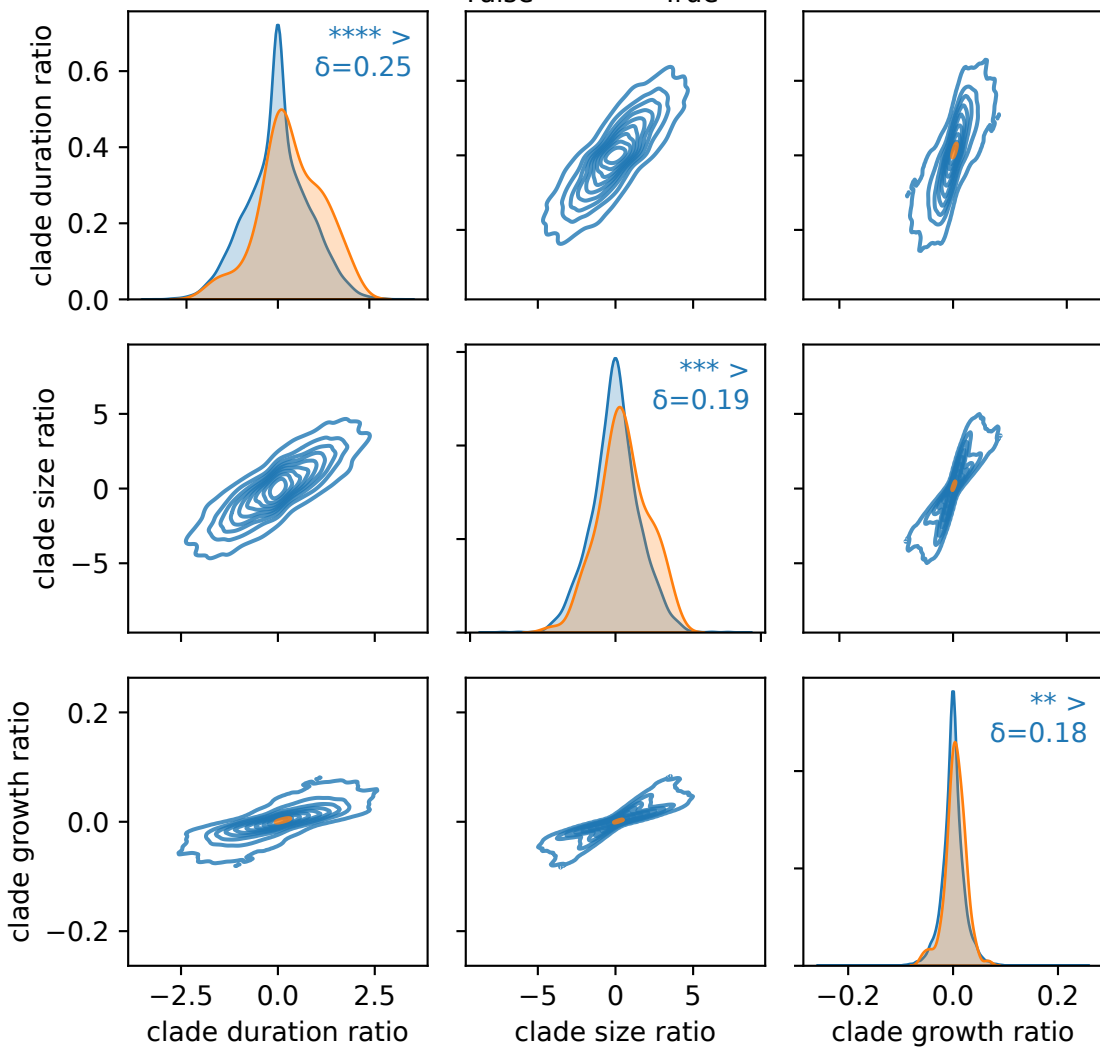 clade duration ratio
0.6
0.4
0.2
0.0
**** >
δ=0.25
clade size ratio
5
0
−5
*** >
δ=0.19
clade growth ratio
0.2
0.0
−0.2
** >
δ=0.18
−2.5 0.0 2.5
−5 0 5
−0.2 0.0 0.2
clade duration ratio
clade size ratio
clade growth ratio